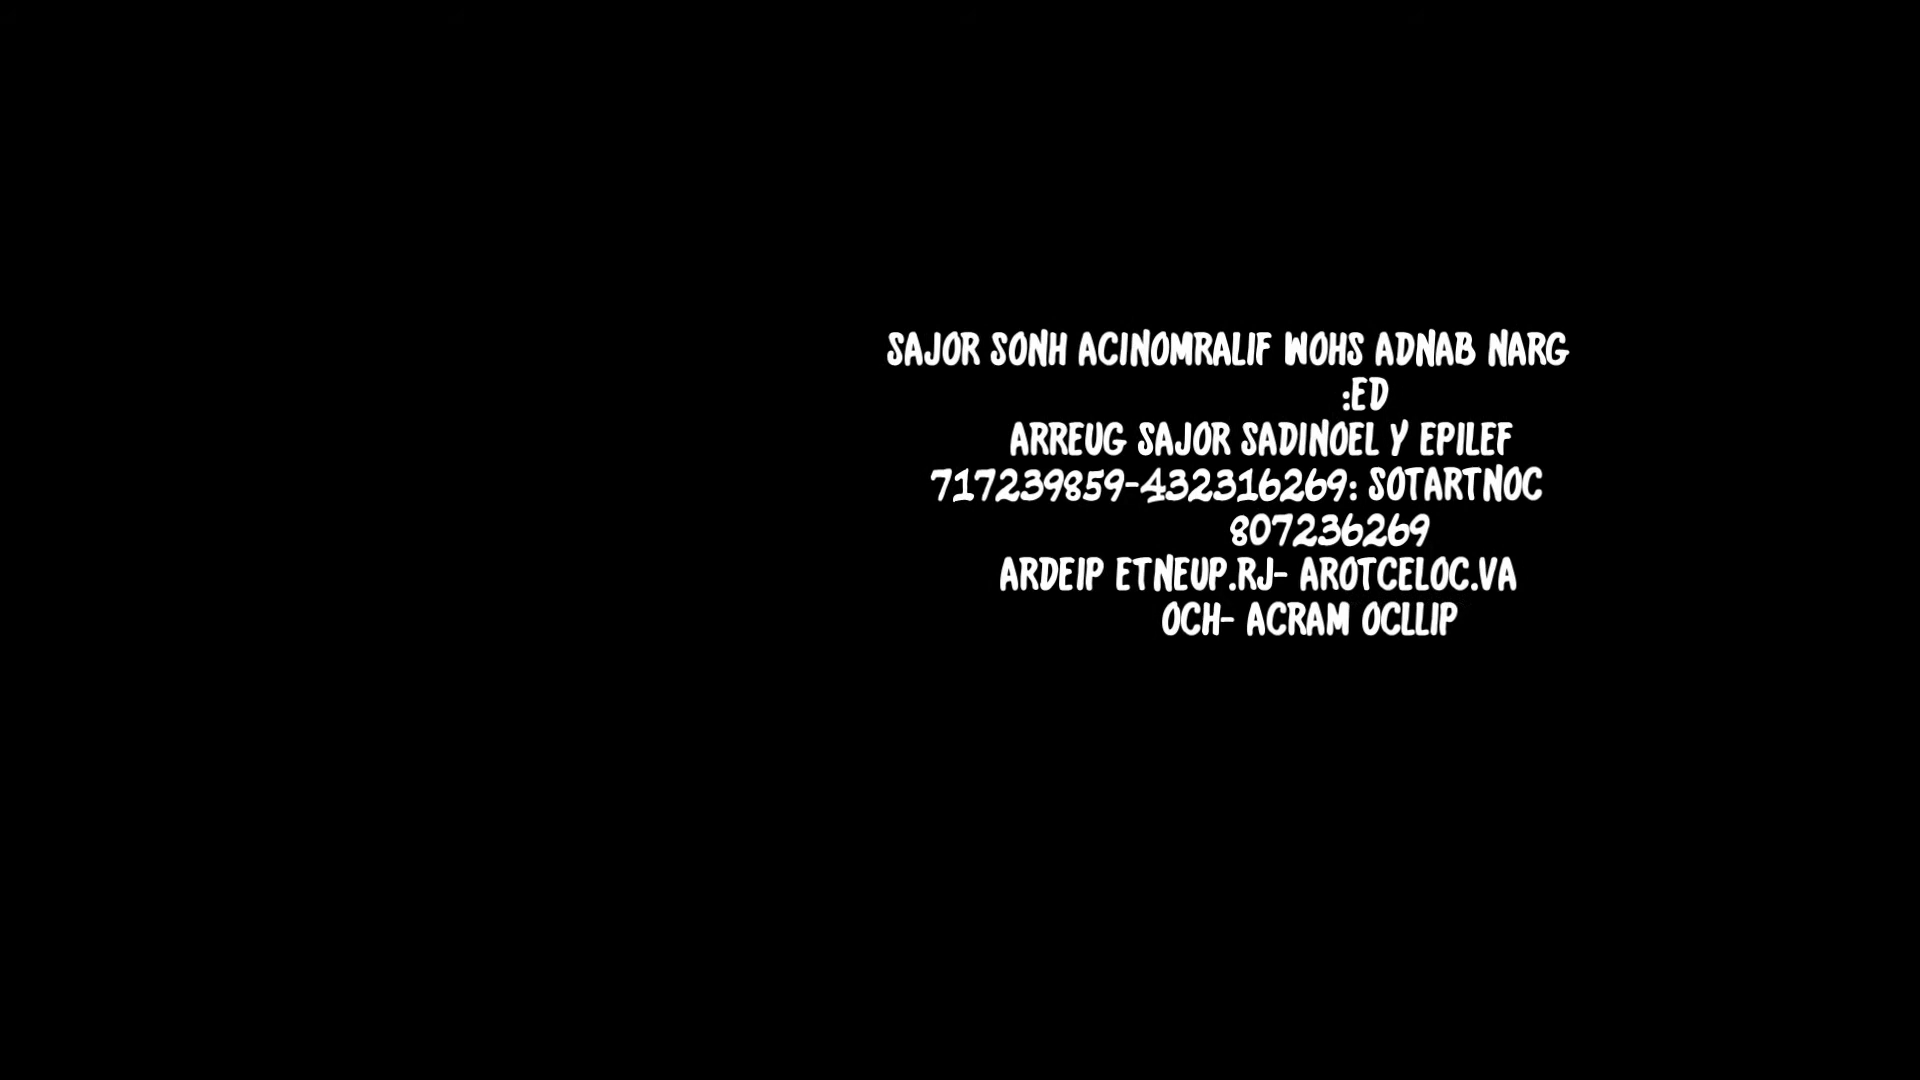 SAJOR SONH ACINOMRALIF WOHS ADNAB NARG
:ED
ARREUG SAJOR SADINOEL Y EPILEF
717239859-432316269: SOTARTNOC
807236269
ARDEIP ETNEUP.RJ- AROTCELOC.VA
OCH- ACRAM OCLLIP